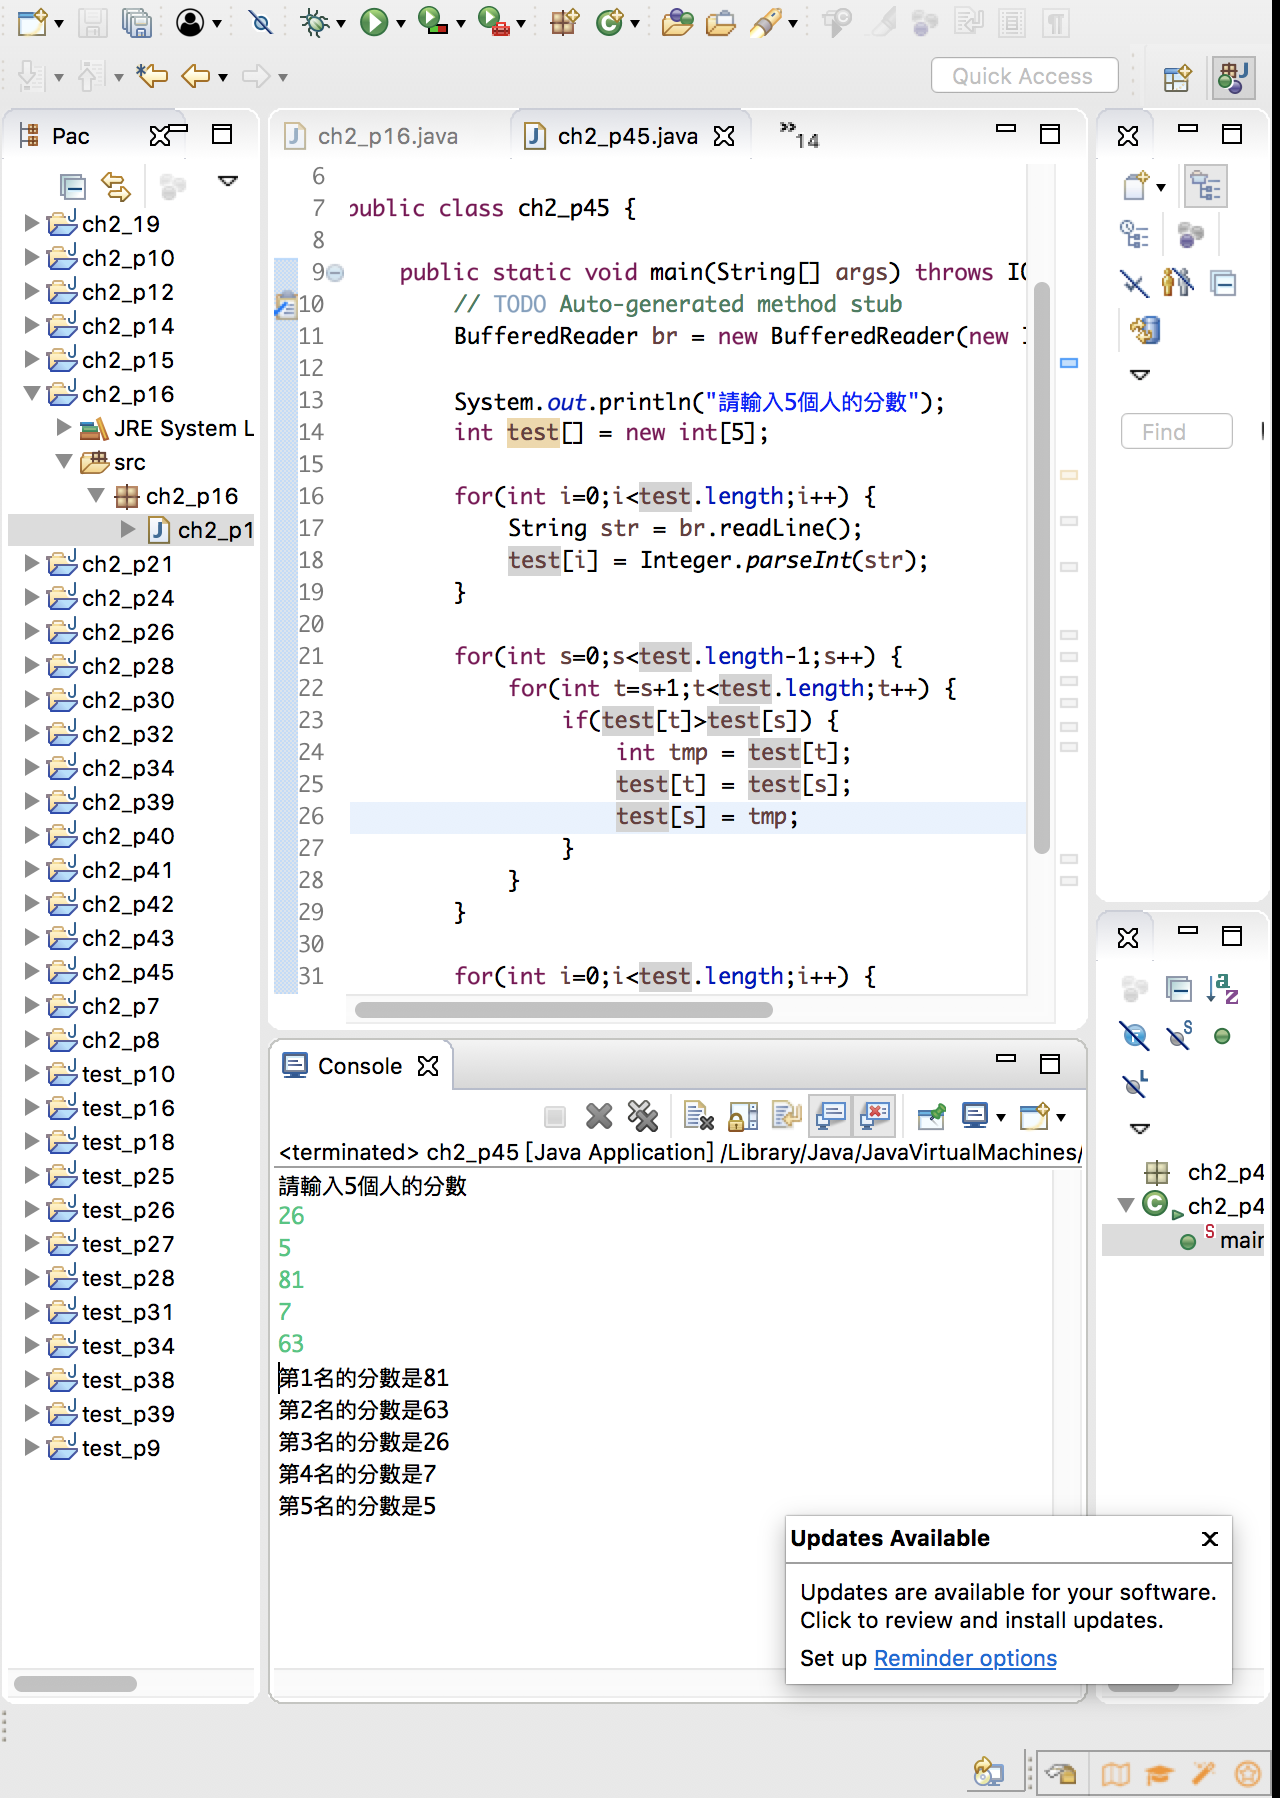 Quick Access
Pac
ch2_19
ch2_p10
ch2_p12
ch2_p14
ch2_p15
ch2_p16
JRE System L
src
ch2_p16
ch2_p1
ch2_p21
ch2_p24
ch2_p26
ch2_p28
ch2_p30
ch2_p32
ch2_p34
ch2_p39
ch2_p40
ch2_p41
ch2_p42
ch2_p43
ch2_p45
ch2_p7
ch2_p8
test_p10
test_p16
test_p18
test_p25
test_p26
test_p27
test_p28
test_p31
test_p34
test_p38
test_p39
test_p9
ch2_p16.java
ch2_p45.java
14
6
7 public class ch2_p45 {
8
9 public static void main(String[] args) throws IO
10 // TODO Auto-generated method stub
11 BufferedReader br = new BufferedReader(new I
12
13 System.out.println("請輸入5個人的分數");
14 int test[] = new int[5];
15
16 for(int i=0;i<test.length;i++) {
17 String str = br.readLine();
18 test[i] = Integer.parseInt(str);
19 }
20
21 for(int s=0;s<test.length-1;s++) {
22 for(int t=s+1;t<test.length;t++) {
23 if(test[t]>test[s]) {
24 int tmp = test[t];
25 test[t] = test[s];
26 test[s] = tmp;
27 }
28 }
29 }
30
31 for(int i=0;i<test.length;i++) {
Console
<terminated> ch2_p45 [Java Application] /Library/Java/JavaVirtualMachines/
請輸入5個人的分數
26
5
81
7
63
第1名的分數是81
第2名的分數是63
第3名的分數是26
第4名的分數是7
第5名的分數是5
Find
ch2_p4
ch2_p4
main
Updates Available
Updates are available for your software.
Click to review and install updates.
Set up Reminder options